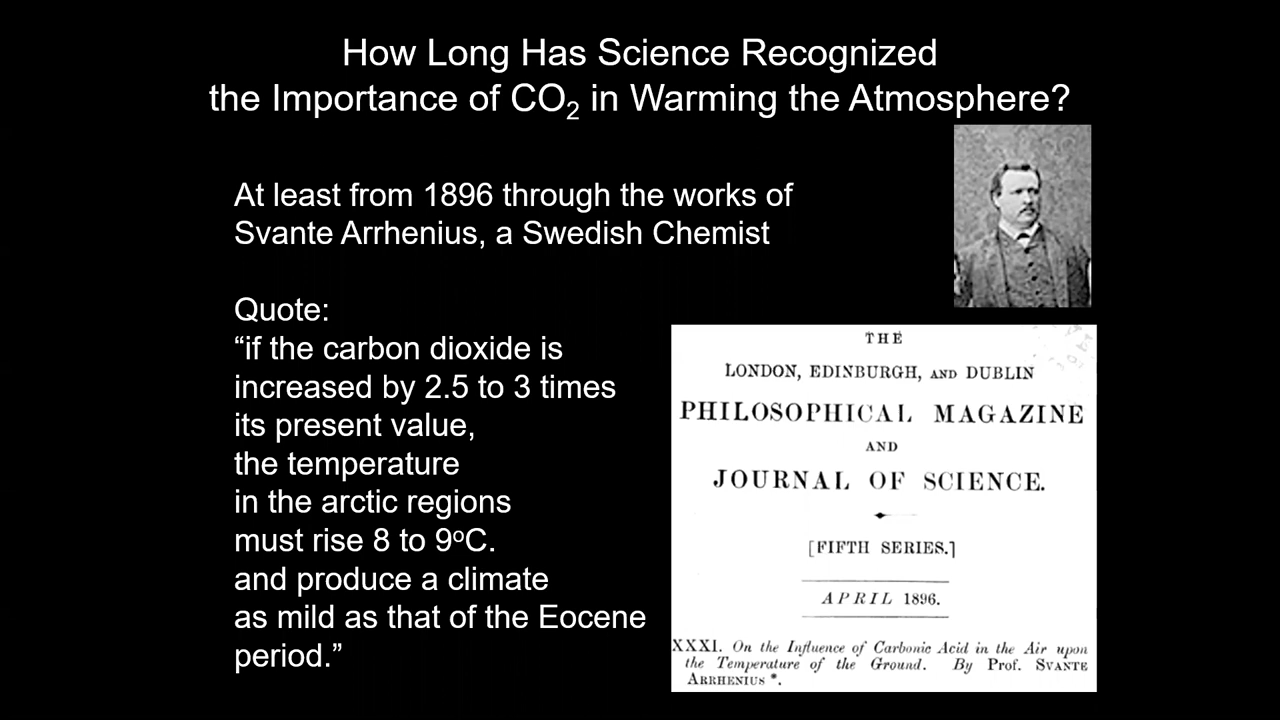 How Long Has Science Recognized
the Importance of CO₂ in Warming the Atmosphere?
At least from 1896 through the works of
Svante Arrhenius, a Swedish Chemist
Quote:
“if the carbon dioxide is
increased by 2.5 to 3 times
its present value,
the temperature
in the arctic regions
must rise 8 to 9ºC.
and produce a climate
as mild as that of the Eocene
period.”
THE
LONDON, EDINBURGH, AND DUBLIN
PHILOSOPHICAL MAGAZINE
AND
JOURNAL OF SCIENCE.
[FIFTH SERIES.]
APRIL 1896.
XXXI. On the Influence of Carbonic Acid in the Air upon
the Temperature of the Ground. By Prof. SVANTE
ARRHENIUS *.